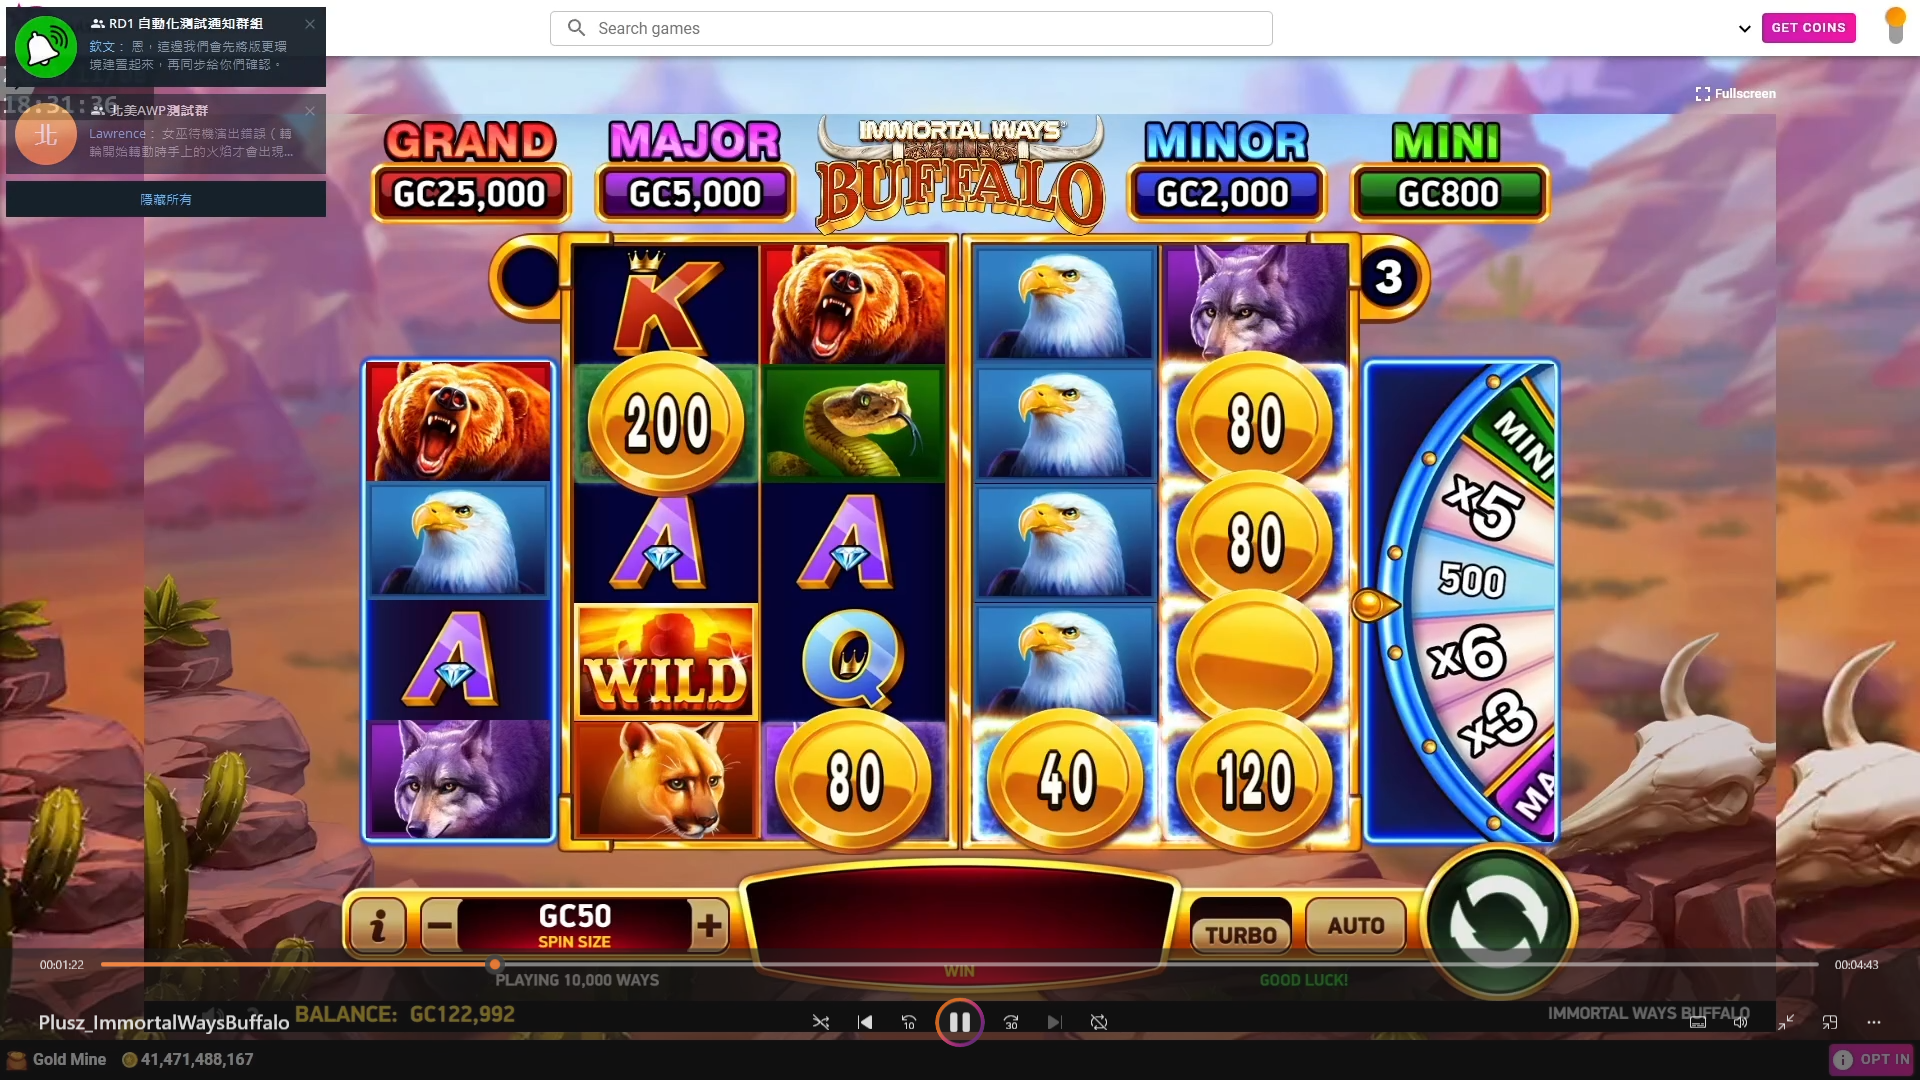 RD1 自動化測試通知群組
欽文： 恩，這邊我們會先將版更環
境建置起來，再同步給你們確認。
18:31:36
北美AWP測試群
北
Lawrence： 女巫待機演出錯誤（轉
輪開始轉動時手上的火焰才會出現...
隱藏所有
Search games
GET COINS
Fullscreen
GRAND
GC25,000
MAJOR
GC5,000
IMMORTAL WAYS
BUFFALO
MINOR
GC2,000
MINI
GC800
3
K
200
80
A
A
80
A
WILD
Q
80
40
120
MINI
x5
500
x6
x3
MA
i
GC50
SPIN SIZE
TURBO
AUTO
00:01:22
00:04:43
PLAYING 10,000 WAYS
WIN
GOOD LUCK!
Plusz_ImmortalWaysBuffalo
BALANCE: GC122,992
10
30
IMMORTAL WAYS BUFFALO
Gold Mine
41,471,488,167
OPT IN